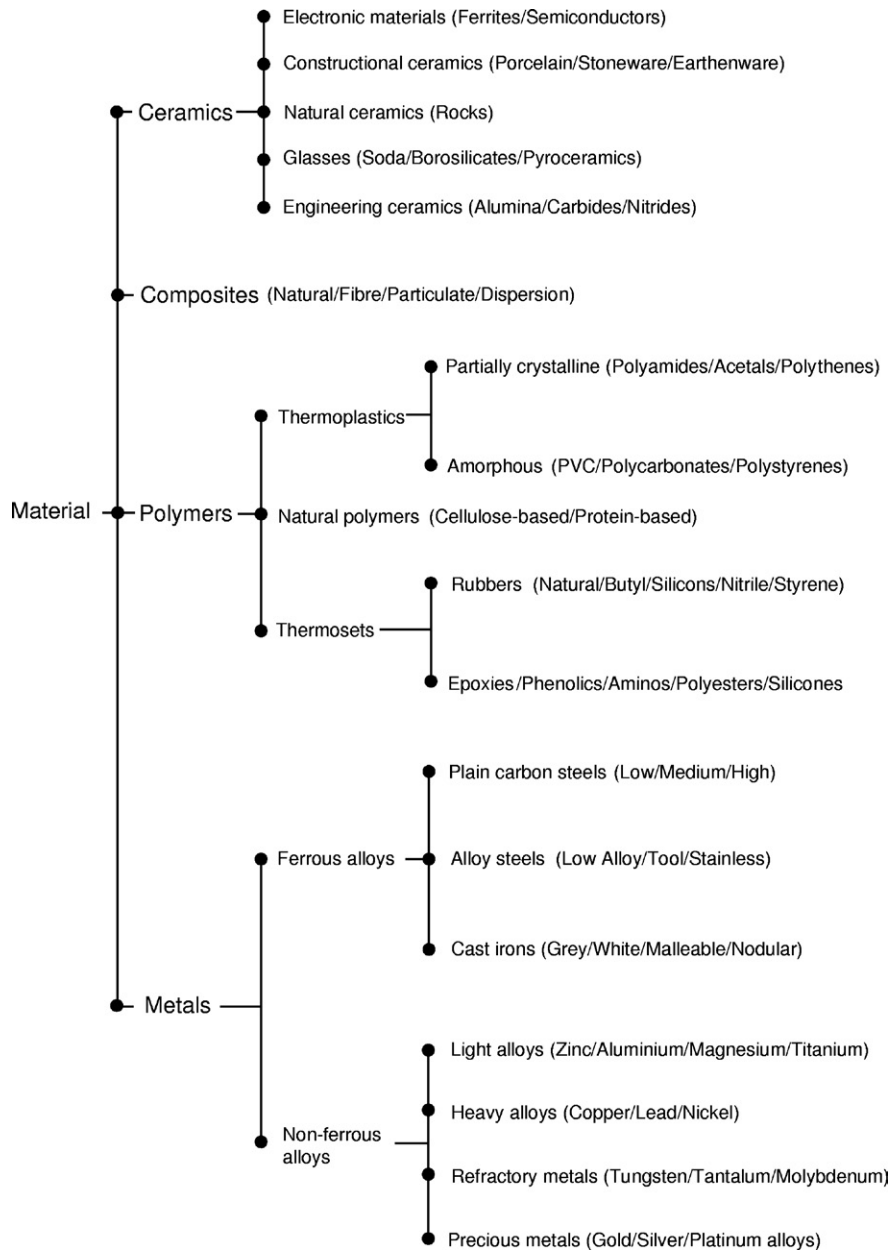 Electronic materials (Ferrites/Semiconductors)
Constructional ceramics (Porcelain/Stoneware/Earthenware)
Ceramics
Natural ceramics (Rocks)
Glasses (Soda/Borosilicates/Pyroceramics)
Engineering ceramics (Alumina/Carbides/Nitrides)
Composites (Natural/Fibre/Particulate/Dispersion)
Partially crystalline (Polyamides/Acetals/Polythenes)
Thermoplastics
Amorphous (PVC/Polycarbonates/Polystyrenes)
Material
Polymers
Natural polymers (Cellulose-based/Protein-based)
Rubbers (Natural/Butyl/Silicons/Nitrile/Styrene)
Thermosets
Epoxies/Phenolics/Aminos/Polyesters/Silicones
Plain carbon steels (Low/Medium/High)
Ferrous alloys
Alloy steels (Low Alloy/Tool/Stainless)
Cast irons (Grey/White/Malleable/Nodular)
Metals
Light alloys (Zinc/Aluminium/Magnesium/Titanium)
Heavy alloys (Copper/Lead/Nickel)
Non-ferrous
alloys
Refractory metals (Tungsten/Tantalum/Molybdenum)
Precious metals (Gold/Silver/Platinum alloys)